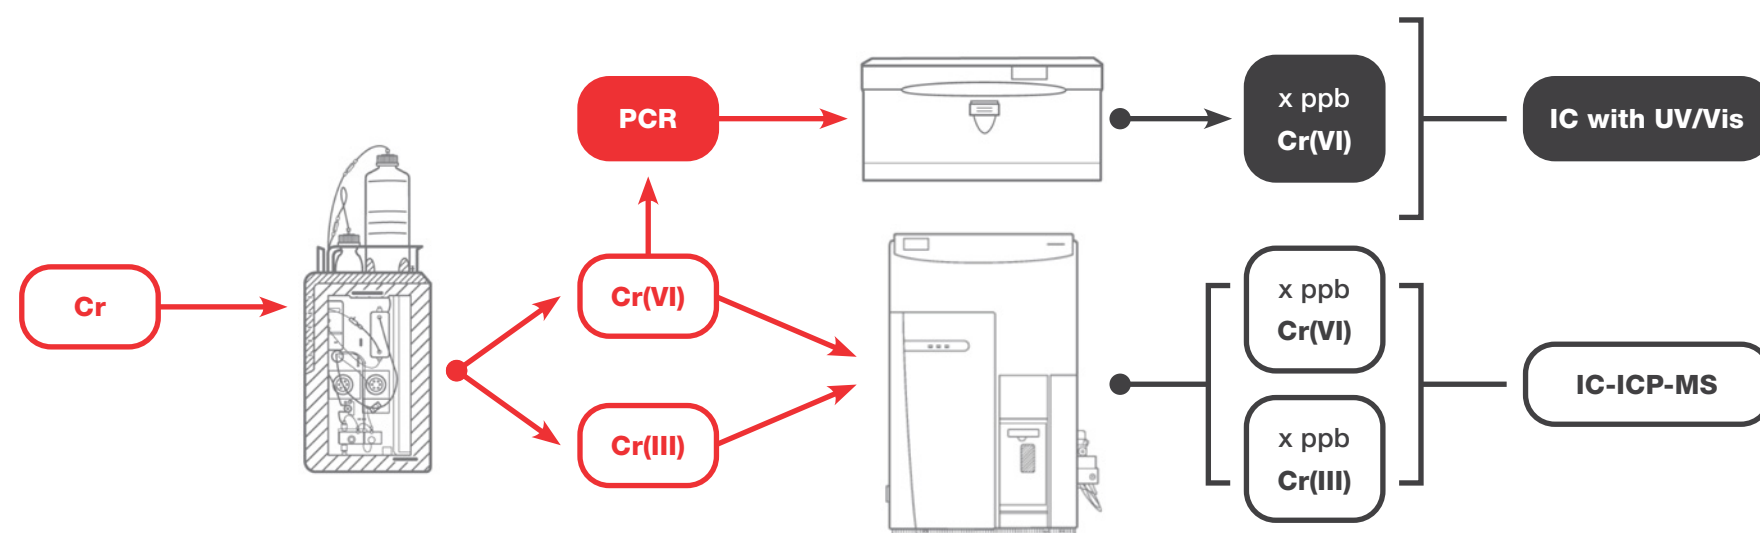 Cr
PCR
Cr(VI)
Cr(III)
x ppb
Cr(VI)
IC with UV/Vis
x ppb
Cr(VI)
x ppb
Cr(III)
IC-ICP-MS